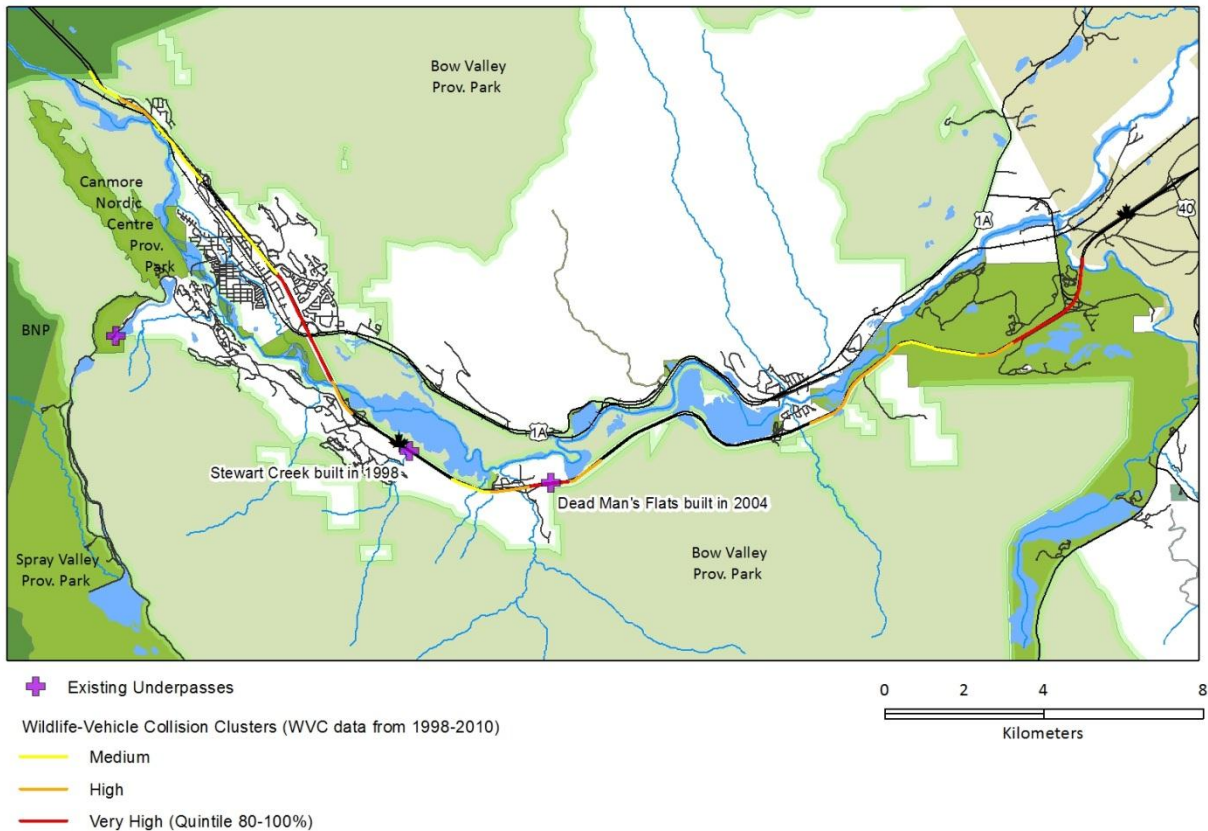 Bow Valley
Prov. Park
Canmore
Nordic
Centre
Prov.
Park
1A
40
BNP
1A
Stewart Creek built in 1998
Dead Man's Flats built in 2004
Spray Valley
Prov. Park
Bow Valley
Prov. Park
Existing Underpasses
Wildlife-Vehicle Collision Clusters (WVC data from 1998-2010)
Medium
High
Very High (Quintile 80-100%)
0 2 4 8
Kilometers